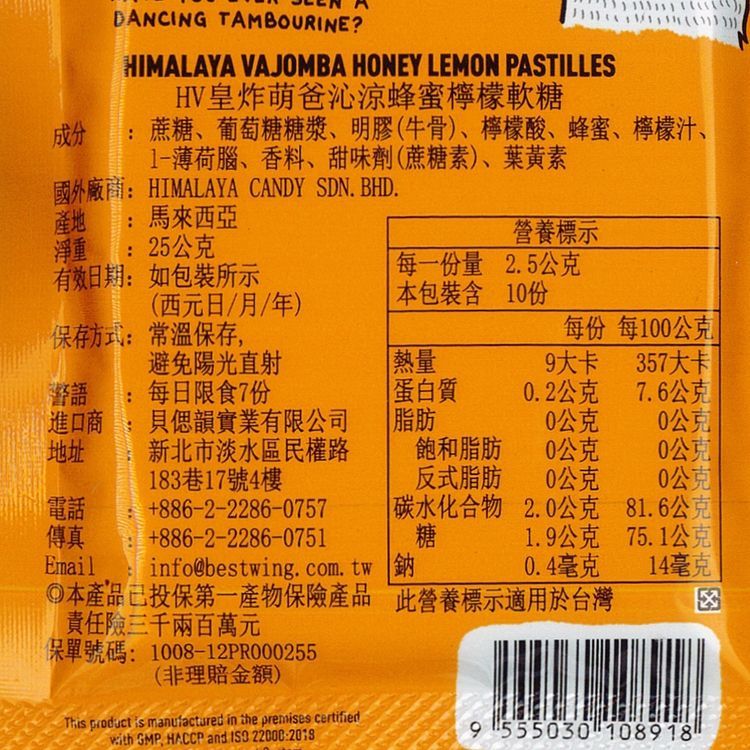 DANCING TAMBOURINE?
HIMALAYA VAJOMBA HONEY LEMON PASTILLES
HV皇炸萌爸沁涼蜂蜜檸檬軟糖
成分 : 蔗糖、葡萄糖糖漿、明膠(牛骨)、檸檬酸、蜂蜜、檸檬汁、
1-薄荷腦、香料、甜味劑(蔗糖素)、葉黃素
國外廠商: HIMALAYA CANDY SDN. BHD.
產地 : 馬來西亞
淨重 : 25公克
有效日期: 如包裝所示
(西元日/月/年)
保存方式: 常溫保存,
避免陽光直射
警語 : 每日限食7份
進口商 : 貝偲韻實業有限公司
地址 : 新北市淡水區民權路
183巷17號4樓
電話 : +886-2-2286-0757
傳真 : +886-2-2286-0751
Email : info@bestwing.com.tw
◎本產品已投保第一產物保險產品
責任險三千兩百萬元
保單號碼: 1008-12PRO00255
(非理賠金額)
營養標示
每一份量 2.5公克
本包裝含 10份
每份 每100公克
熱量 9大卡 357大卡
蛋白質 0.2公克 7.6公克
脂肪 0公克 0公克
飽和脂肪 0公克 0公克
反式脂肪 0公克 0公克
碳水化合物 2.0公克 81.6公克
糖 1.9公克 75.1公克
鈉 0.4毫克 14毫克
此營養標示適用於台灣
9 555030 108918
This product is manufactured in the premises certified
with GMP, HACCP and ISO 22000:2018